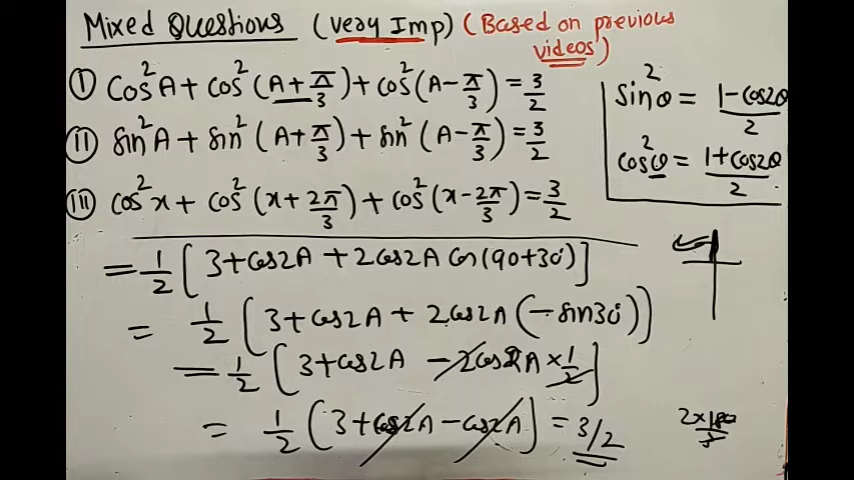 Mixed Questions (Very Imp) (Based on previous videos)
(I) Cos²A + cos²(A + π/3) + cos²(A - π/3) = 3/2
(II) sin²A + sin²(A + π/3) + sin²(A - π/3) = 3/2
(III) cos²x + cos²(x + 2π/3) + cos²(x - 2π/3) = 3/2
sin²θ = (1 - cos2θ)/2
cos²θ = (1 + cos2θ)/2
= 1/2 [3 + cos2A + 2cos2A Cos(90 + 30°)]
= 1/2 [3 + cos2A + 2cos2A (-sin30°)]
= 1/2 [3 + cos2A - 2cos2A × 1/2]
= 1/2 (3 + cos2A - cos2A) = 3/2
2×180/3